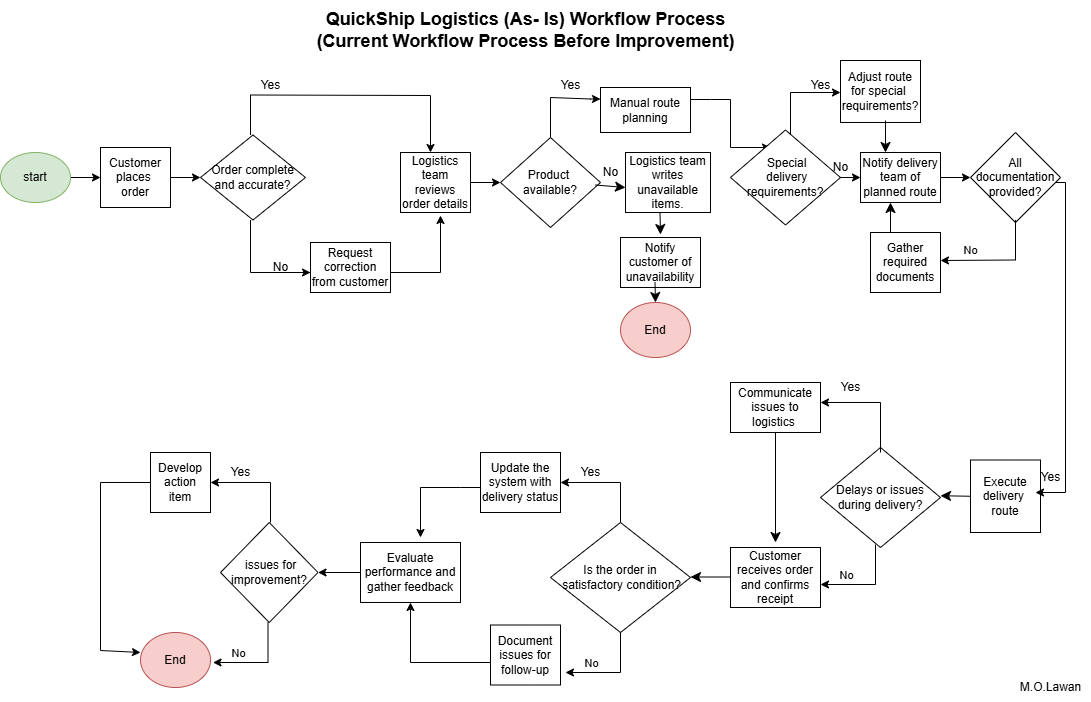 QuickShip Logistics (As- Is) Workflow Process
(Current Workflow Process Before Improvement)
start
Customer
places
order
Order complete
and accurate?
Yes
No
Request
correction
from customer
Logistics
team
reviews
order details
Product
available?
Yes
Manual route
planning
No
Logistics team
writes
unavailable
items.
Notify
customer of
unavailability
End
Special
delivery
requirements?
Yes
Adjust route
for special
requirements?
No
Notify delivery
team of
planned route
All
documentation
provided?
No
Gather
required
documents
Yes
Execute
delivery
route
Delays or issues
during delivery?
Yes
Communicate
issues to
logistics
No
Customer
receives order
and confirms
receipt
Is the order in
satisfactory condition?
Yes
Update the
system with
delivery status
No
Document
issues for
follow-up
Evaluate
performance and
gather feedback
issues for
improvement?
Yes
Develop
action
item
No
End
M.O.Lawan